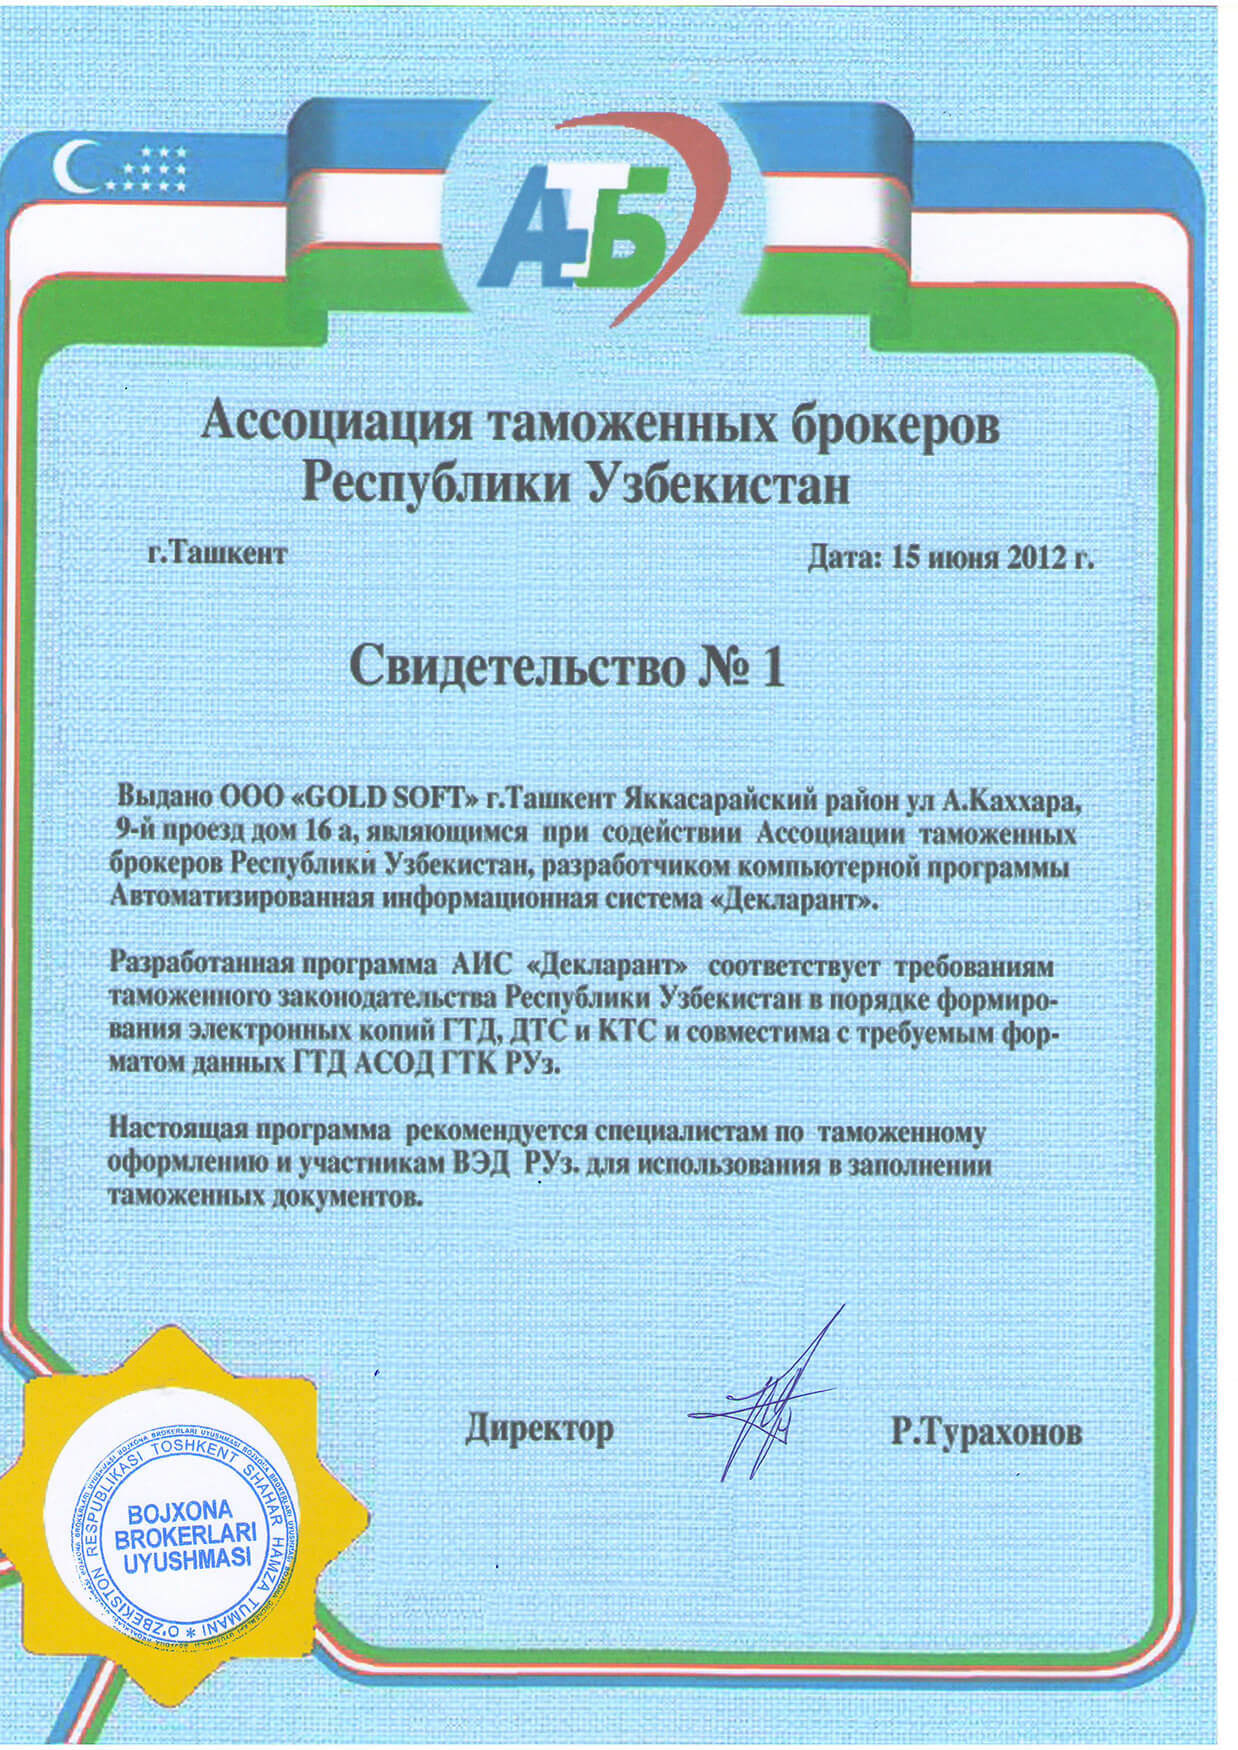 АТБ
Ассоциация таможенных брокеров
Республики Узбекистан
г.Ташкент
Дата: 15 июня 2012 г.
Свидетельство № 1
Выдано ООО «GOLD SOFT» г.Ташкент Яккасарайский район ул А.Каххара,
9-й проезд дом 16 а, являющимся при содействии Ассоциации таможенных
брокеров Республики Узбекистан, разработчиком компьютерной программы
Автоматизированная информационная система «Декларант».
Разработанная программа АИС «Декларант» соответствует требованиям
таможенного законодательства Республики Узбекистан в порядке формиро-
вания электронных копий ГТД, ДТС и КТС и совместима с требуемым фор-
матом данных ГТД АСОД ГТК РУз.
Настоящая программа рекомендуется специалистам по таможенному
оформлению и участникам ВЭД РУз. для использования в заполнении
таможенных документов.
Директор
Р.Турахонов
BOJXONA
BROKERLARI
UYUSHMASI
O'ZBEKISTON RESPUBLIKASI TOSHKENT SHAHAR HAMZA TUMANI *